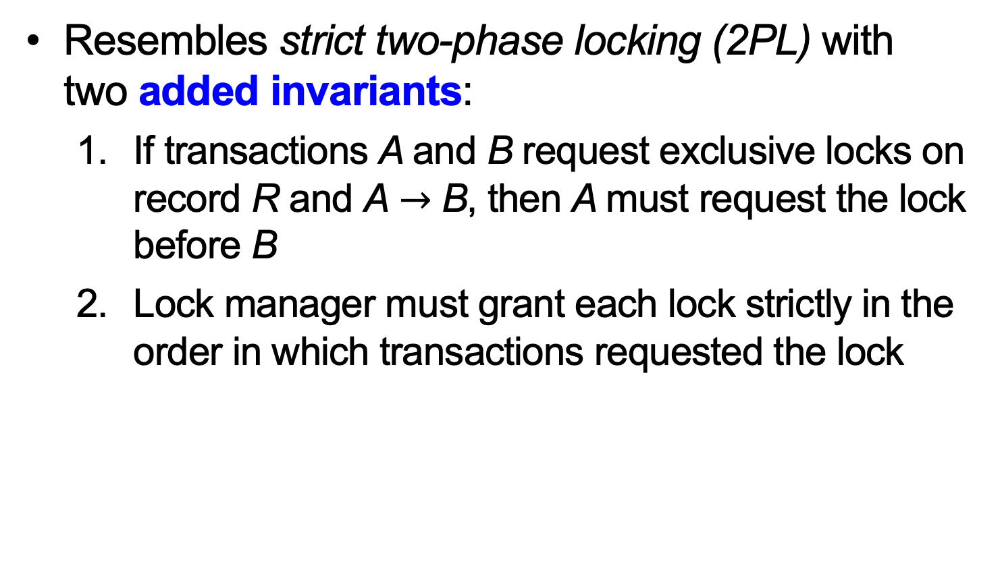 • Resembles strict two-phase locking (2PL) with
two added invariants:
1. If transactions A and B request exclusive locks on
record R and A → B, then A must request the lock
before B
2. Lock manager must grant each lock strictly in the
order in which transactions requested the lock